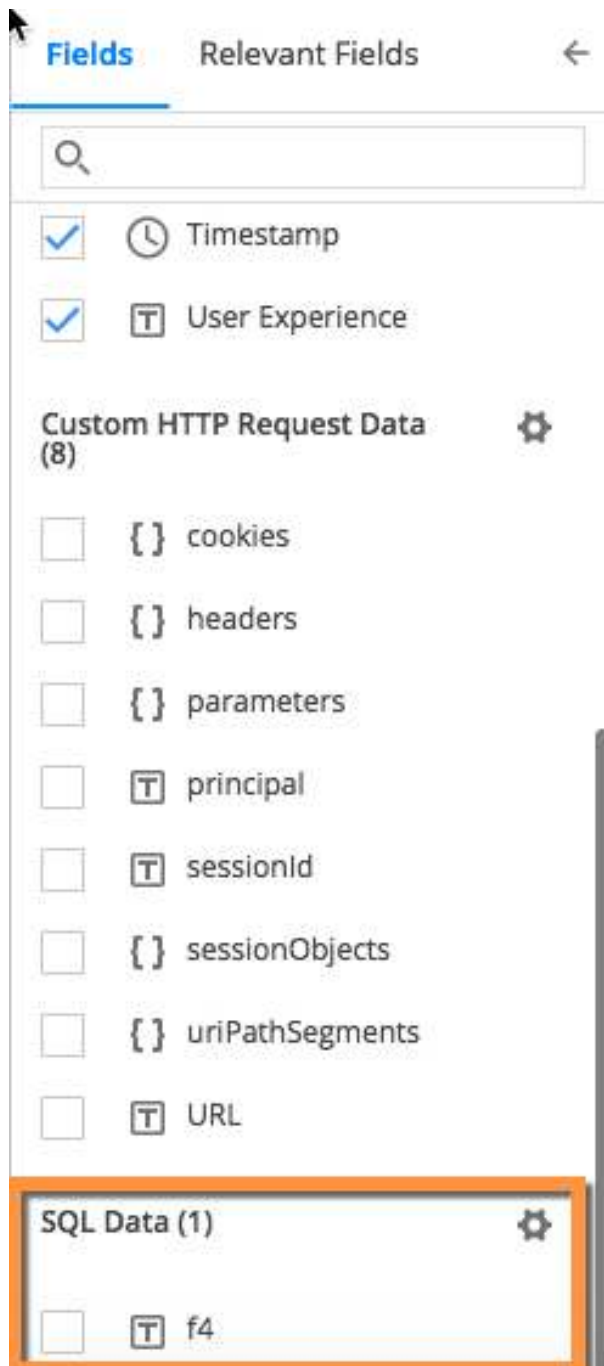 Fields Relevant Fields
Timestamp
User Experience
Custom HTTP Request Data
(8)
cookies
headers
parameters
principal
sessionId
sessionObjects
uriPathSegments
URL
SQL Data (1)
f4